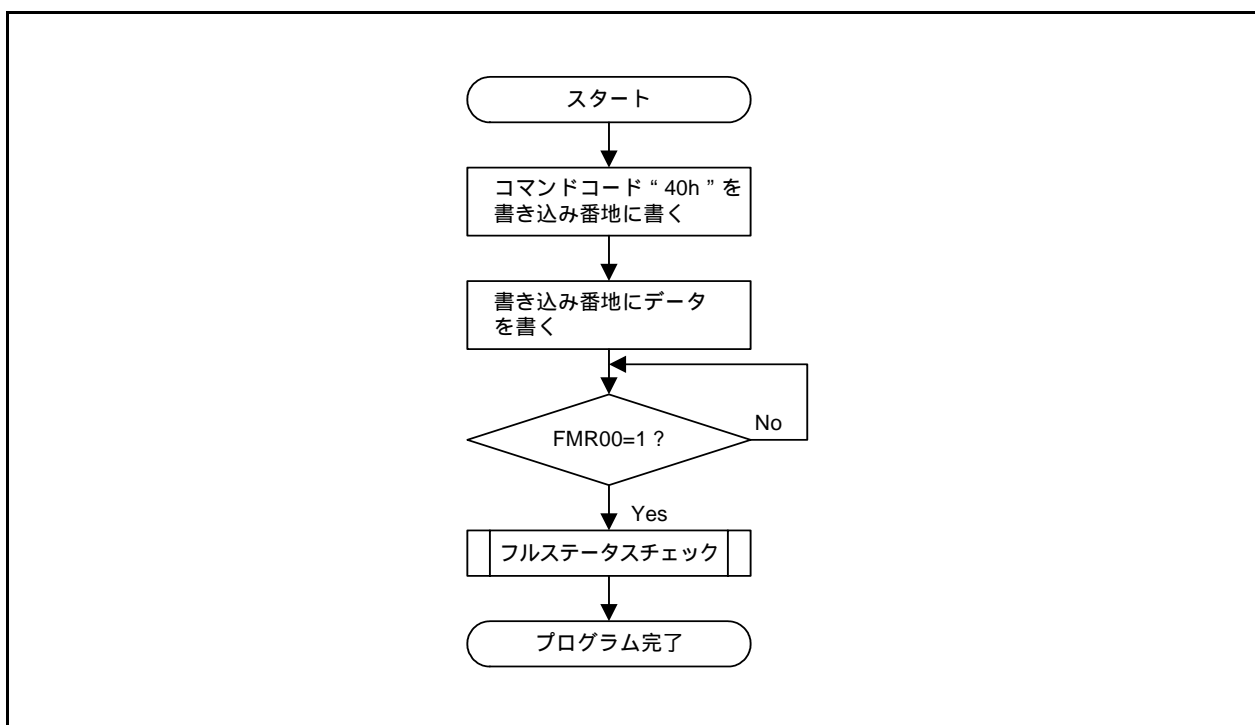 スタート
コマンドコード“40h”を
書き込み番地に書く
書き込み番地にデータ
を書く
FMR00=1？
No
Yes
フルステータスチェック
プログラム完了